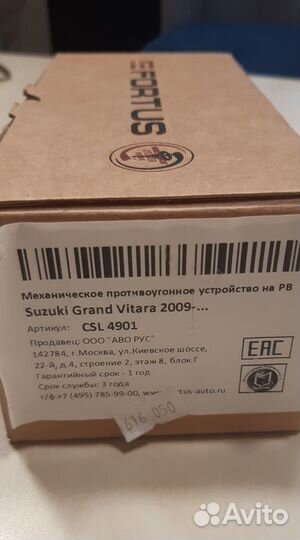 FORTUS
Механическое противоугонное устройство на РВ
Suzuki Grand Vitara 2009-...
Артикул: CSL 4901
Продавец: ООО "АВО РУС"
142784, г.Москва, ул.Киевское шоссе,
22-й, д.4, строение 2, этаж 8, блок Г
Гарантийный срок - 1 год
Срок службы: 3 года
т/ф +7 (495) 785-99-00, www. rtus-auto.ru
EAC
616 050
Avito